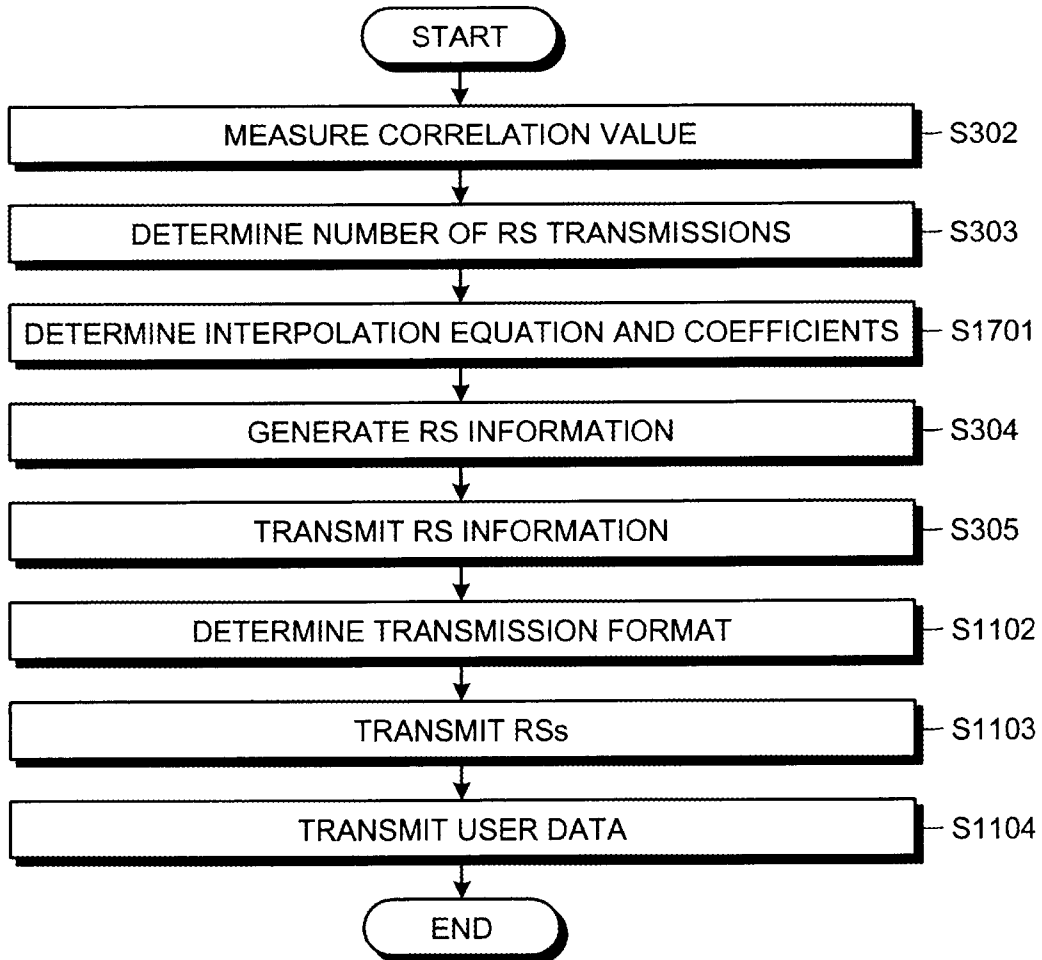 START
MEASURE CORRELATION VALUE S302
DETERMINE NUMBER OF RS TRANSMISSIONS S303
DETERMINE INTERPOLATION EQUATION AND COEFFICIENTS S1701
GENERATE RS INFORMATION S304
TRANSMIT RS INFORMATION S305
DETERMINE TRANSMISSION FORMAT S1102
TRANSMIT RSs S1103
TRANSMIT USER DATA S1104
END